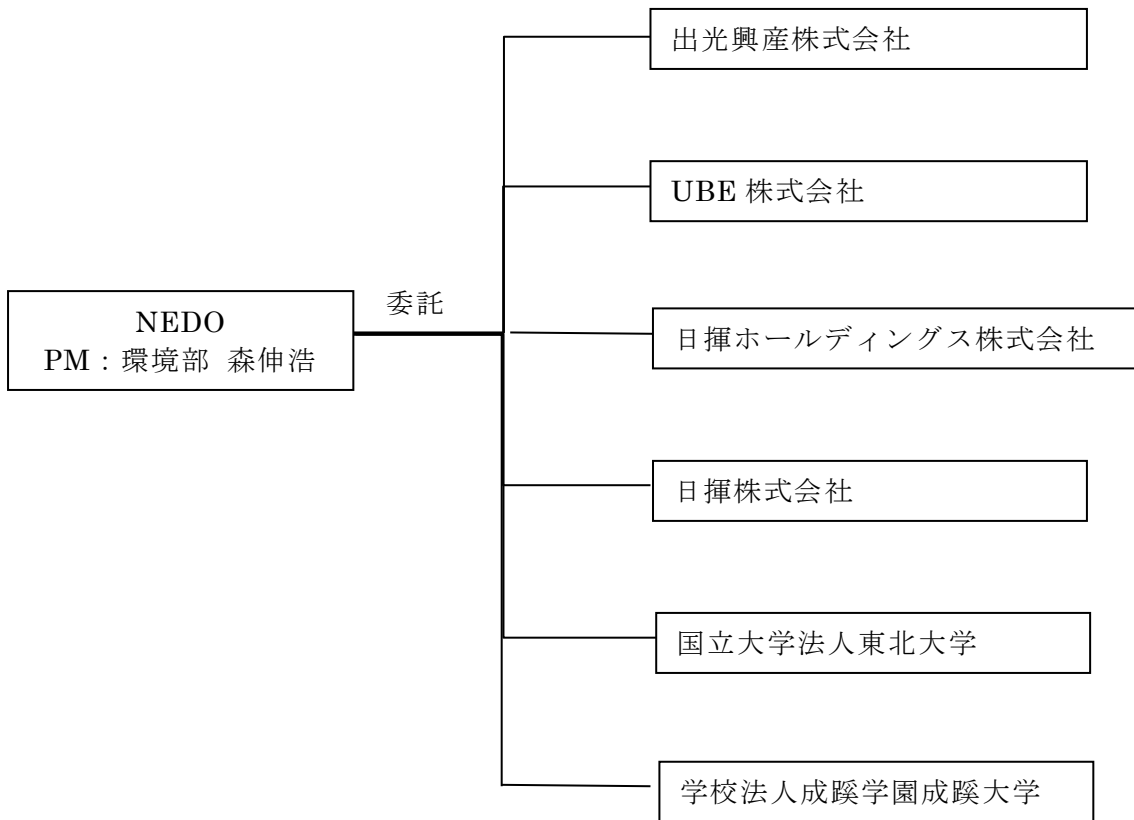 出光興産株式会社
UBE 株式会社
委託
NEDO
PM：環境部 森伸浩
日揮ホールディングス株式会社
日揮株式会社
国立大学法人東北大学
学校法人成蹊学園成蹊大学